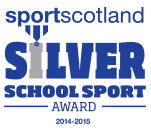 sportscotland
SILVER
SCHOOL SPORT
AWARD
2014-2015